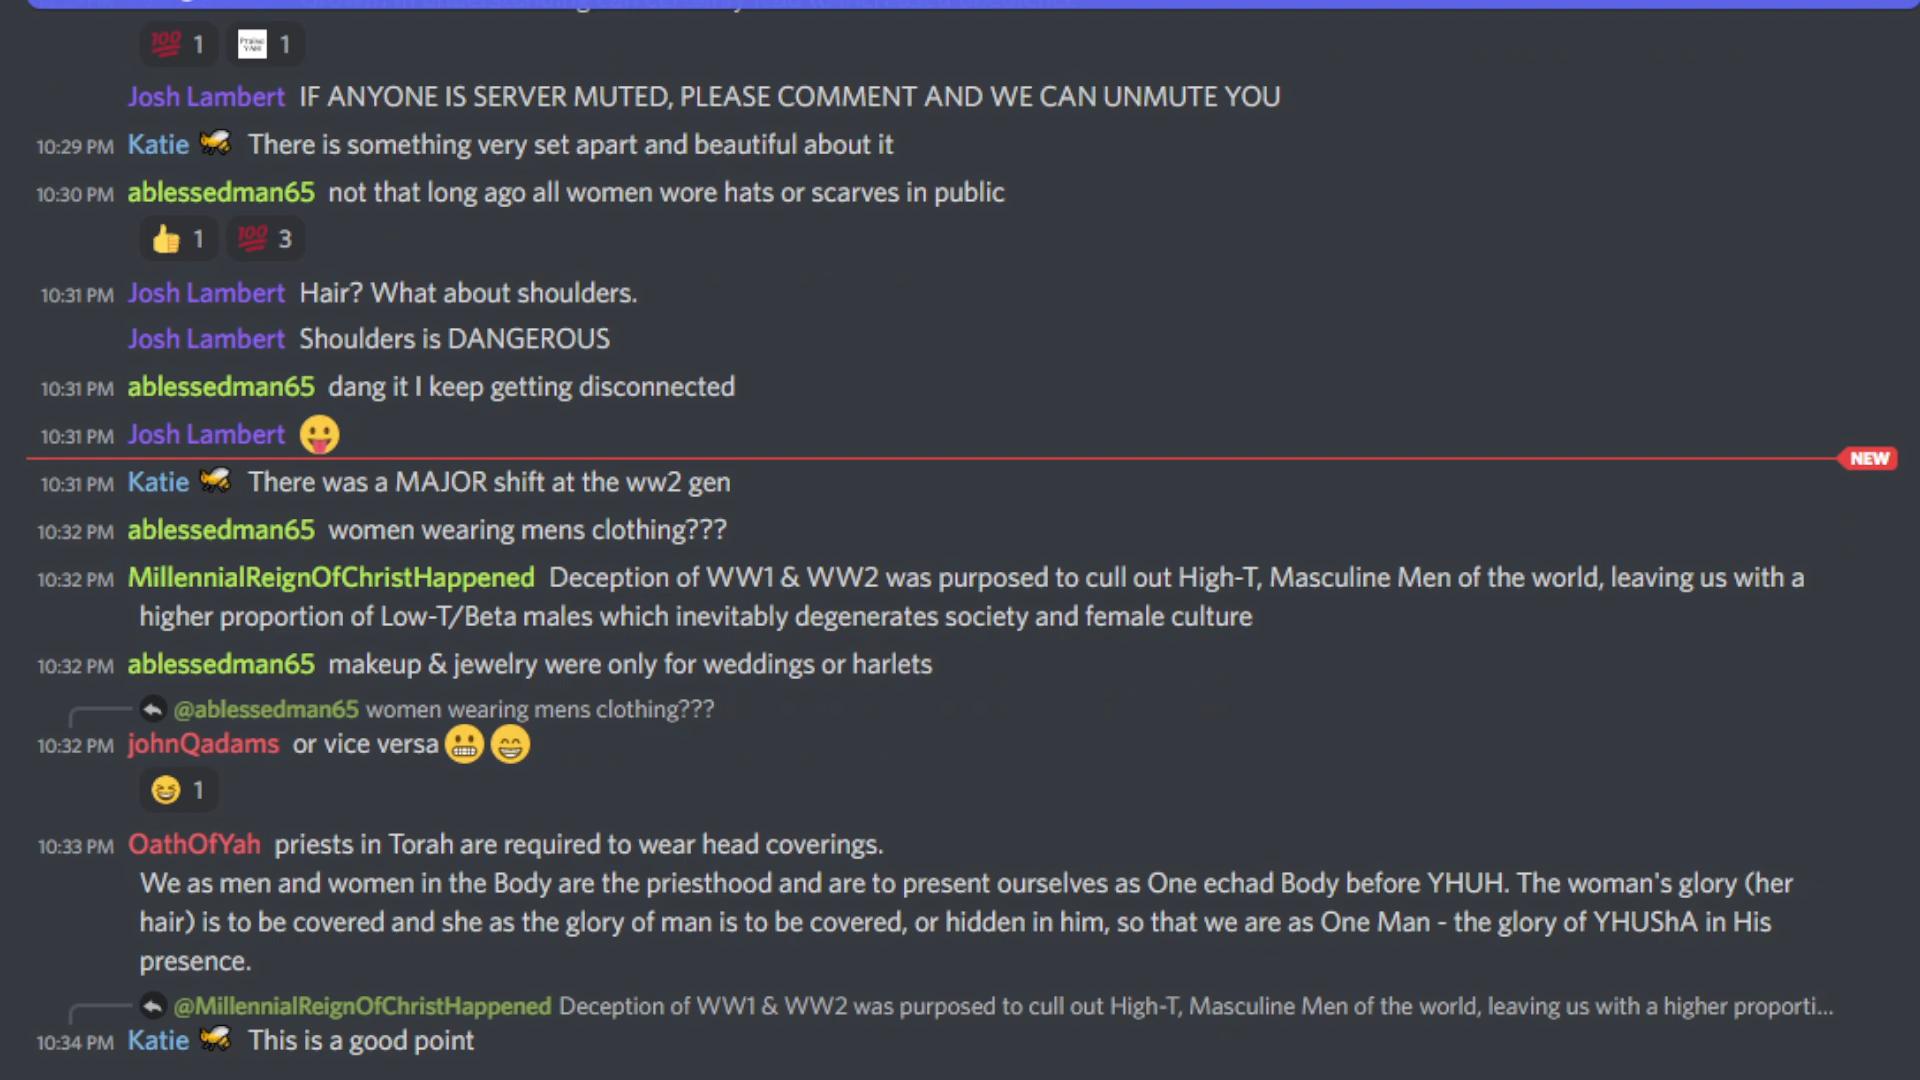 1 Praise YAH! 1
Josh Lambert IF ANYONE IS SERVER MUTED, PLEASE COMMENT AND WE CAN UNMUTE YOU
10:29 PM Katie There is something very set apart and beautiful about it
10:30 PM ablessedman65 not that long ago all women wore hats or scarves in public
👍 1 💯 3
10:31 PM Josh Lambert Hair? What about shoulders.
Josh Lambert Shoulders is DANGEROUS
10:31 PM ablessedman65 dang it I keep getting disconnected
10:31 PM Josh Lambert 😛
NEW
10:31 PM Katie There was a MAJOR shift at the ww2 gen
10:32 PM ablessedman65 women wearing mens clothing???
10:32 PM MillennialReignOfChristHappened Deception of WW1 & WW2 was purposed to cull out High-T, Masculine Men of the world, leaving us with a
higher proportion of Low-T/Beta males which inevitably degenerates society and female culture
10:32 PM ablessedman65 makeup & jewelry were only for weddings or harlets
@ablessedman65 women wearing mens clothing???
10:32 PM johnQadams or vice versa 😬 😄
😆 1
10:33 PM OathOfYah priests in Torah are required to wear head coverings.
We as men and women in the Body are the priesthood and are to present ourselves as One echad Body before YHUH. The woman's glory (her
hair) is to be covered and she as the glory of man is to be covered, or hidden in him, so that we are as One Man - the glory of YHUShA in His
presence.
@MillennialReignOfChristHappened Deception of WW1 & WW2 was purposed to cull out High-T, Masculine Men of the world, leaving us with a higher proporti...
10:34 PM Katie This is a good point